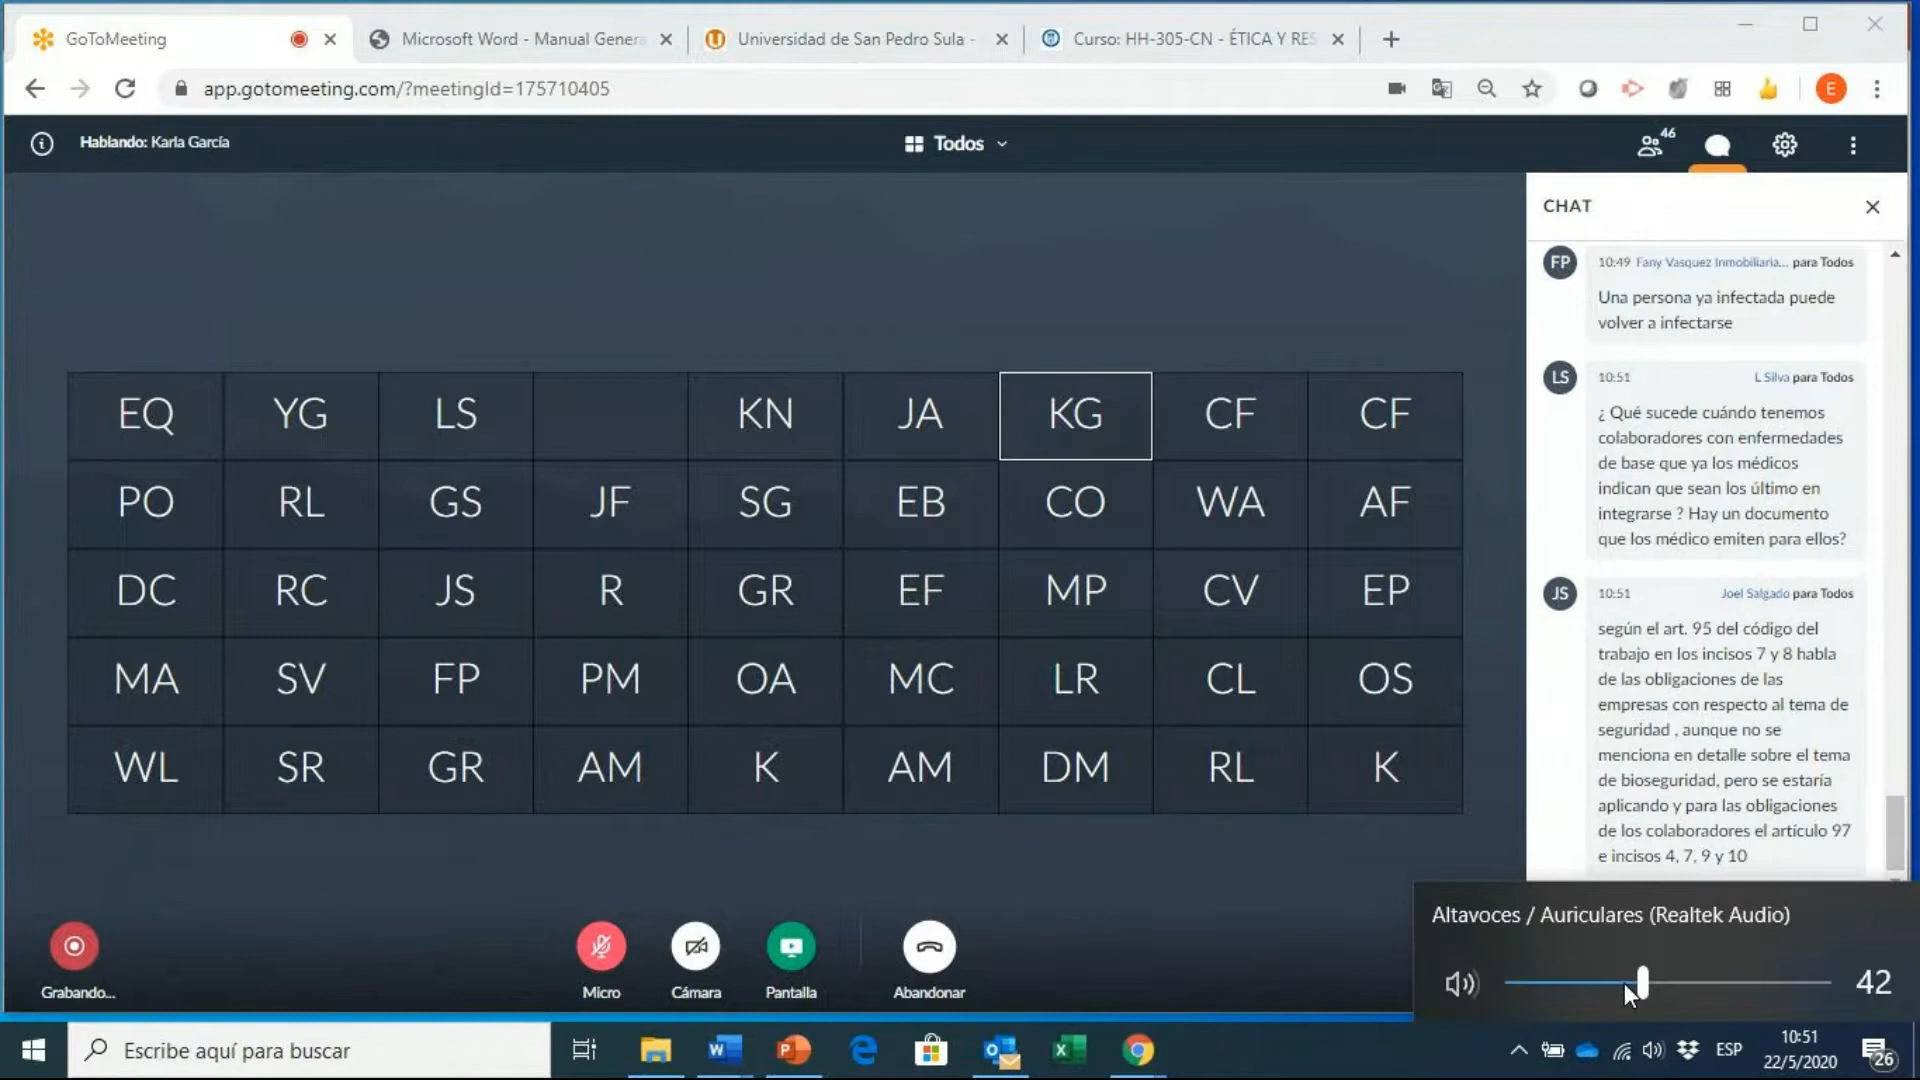 GoToMeeting
Microsoft Word - Manual Genera
Universidad de San Pedro Sula -
Curso: HH-305-CN - ÉTICA Y RES
app.gotomeeting.com/?meetingId=175710405
E
Hablando: Karla García
Todos
46
CHAT
FP
10:49 Fany Vasquez Inmobiliaria... para Todos
Una persona ya infectada puede
volver a infectarse
LS
10:51 L Silva para Todos
¿ Qué sucede cuándo tenemos
colaboradores con enfermedades
de base que ya los médicos
indican que sean los último en
integrarse ? Hay un documento
que los médico emiten para ellos?
JS
10:51 Joel Salgado para Todos
según el art. 95 del código del
trabajo en los incisos 7 y 8 habla
de las obligaciones de las
empresas con respecto al tema de
seguridad , aunque no se
menciona en detalle sobre el tema
de bioseguridad, pero se estaría
aplicando y para las obligaciones
de los colaboradores el artículo 97
e incisos 4, 7, 9 y 10
EQ YG LS KN JA KG CF CF
PO RL GS JF SG EB CO WA AF
DC RC JS R GR EF MP CV EP
MA SV FP PM OA MC LR CL OS
WL SR GR AM K AM DM RL K
Grabando...
Micro
Cámara
Pantalla
Abandonar
Altavoces / Auriculares (Realtek Audio)
42
Escribe aquí para buscar
ESP
10:51
22/5/2020
26